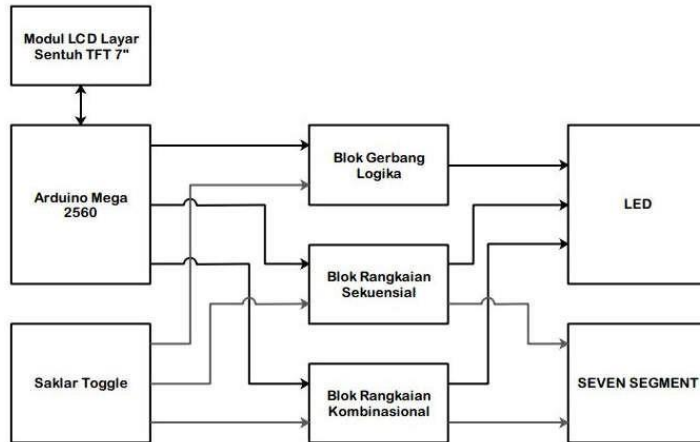 Modul LCD Layar
Sentuh TFT 7"
Arduino Mega
2560
Blok Gerbang
Logika
LED
Blok Rangkaian
Sekuensial
Saklar Toggle
Blok Rangkaian
Kombinasional
SEVEN SEGMENT